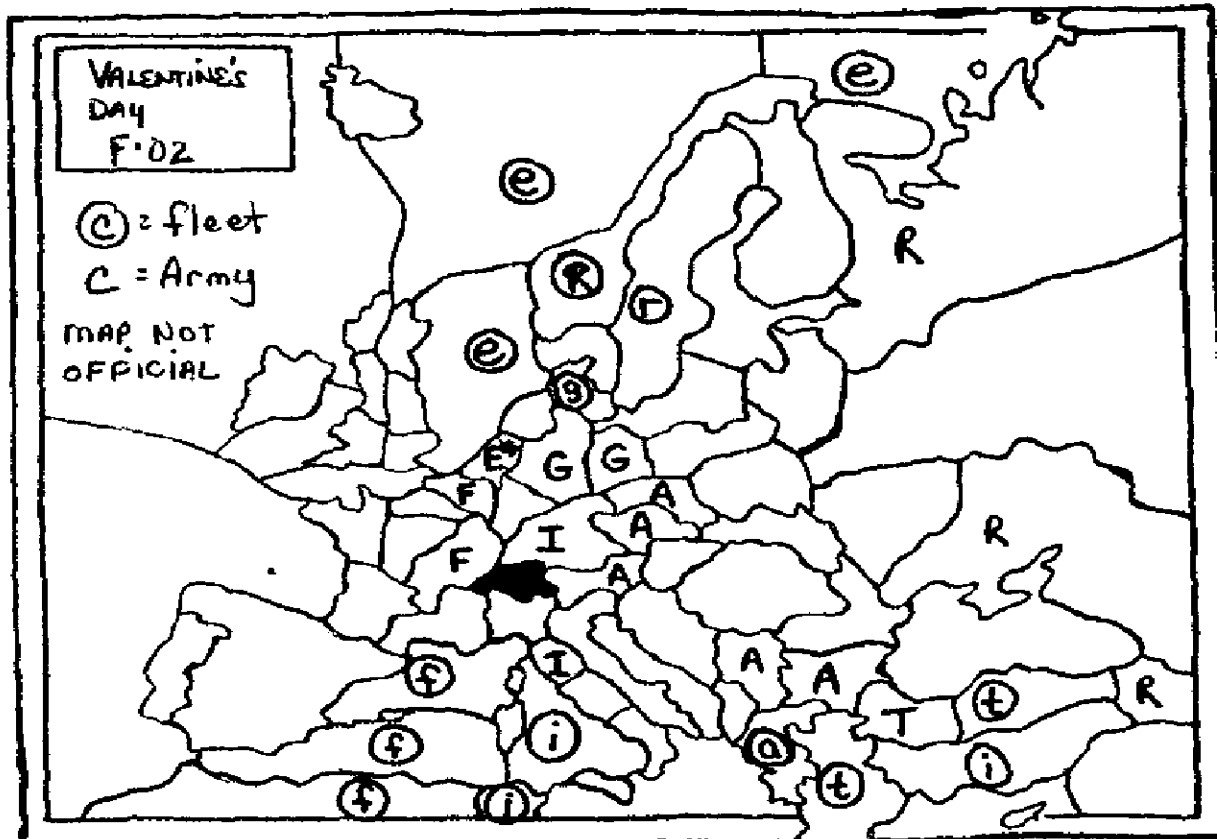 VALENTINE'S
DAY
F·02
ⓒ = fleet
C = Army
MAP NOT
OFFICIAL
e
e
R
R
r
e
g
F*
G
G
F
A
I
A
R
F
A
I
A
A
R
f
t
T
i
f
a
i
t
f
i